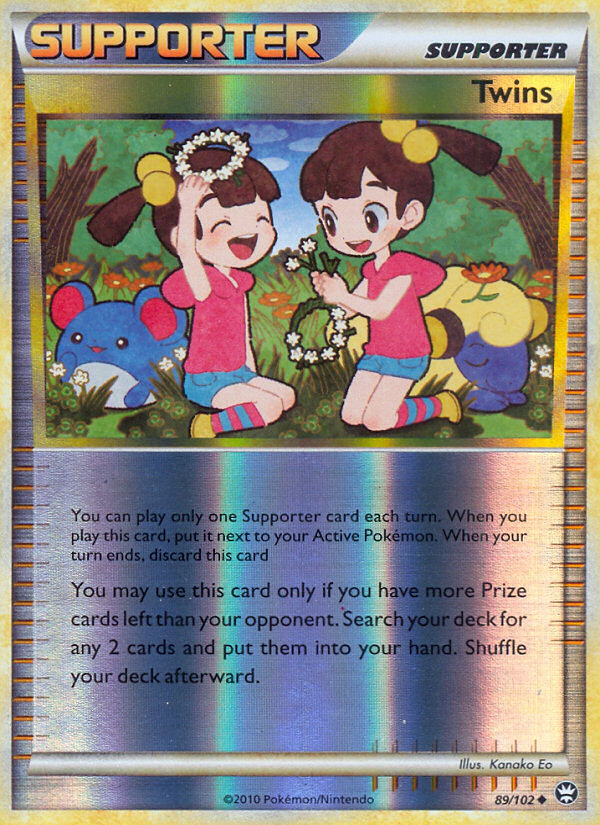 SUPPORTER
SUPPORTER
Twins
You can play only one Supporter card each turn. When you
play this card, put it next to your Active Pokémon. When your
turn ends, discard this card
You may use this card only if you have more Prize
cards left than your opponent. Search your deck for
any 2 cards and put them into your hand. Shuffle
your deck afterward.
Illus. Kanako Eo
©2010 Pokémon/Nintendo
89/102